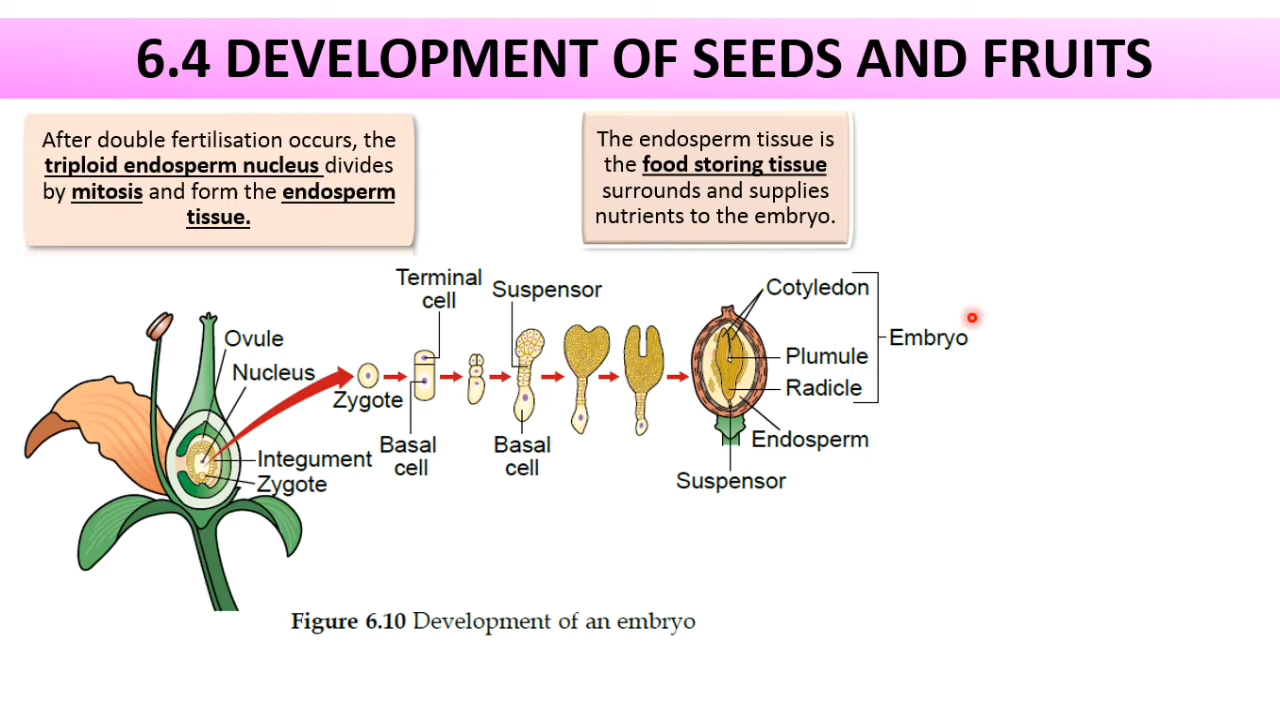 6.4 DEVELOPMENT OF SEEDS AND FRUITS
After double fertilisation occurs, the
triploid endosperm nucleus divides
by mitosis and form the endosperm
tissue.
The endosperm tissue is
the food storing tissue
surrounds and supplies
nutrients to the embryo.
Terminal
cell
Suspensor
Cotyledon
Ovule
Embryo
Nucleus
Plumule
Radicle
Zygote
Basal
cell
Basal
cell
Endosperm
Integument
Zygote
Suspensor
Figure 6.10 Development of an embryo